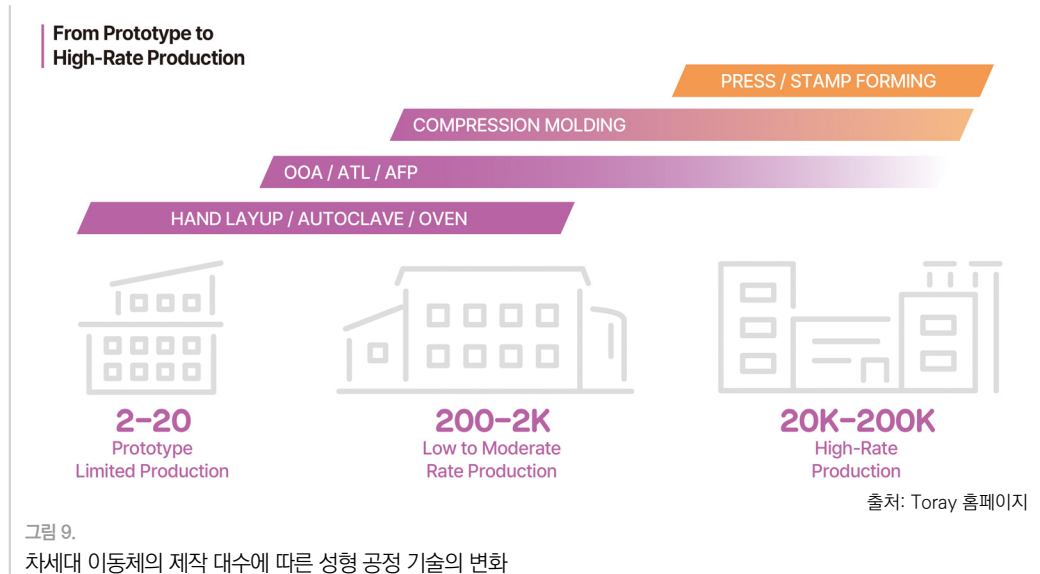 From Prototype to
High-Rate Production
PRESS / STAMP FORMING
COMPRESSION MOLDING
OOA / ATL / AFP
HAND LAYUP / AUTOCLAVE / OVEN
2-20
Prototype
Limited Production
200-2K
Low to Moderate
Rate Production
20K-200K
High-Rate
Production
출처: Toray 홈페이지
그림 9.
차세대 이동체의 제작 대수에 따른 성형 공정 기술의 변화